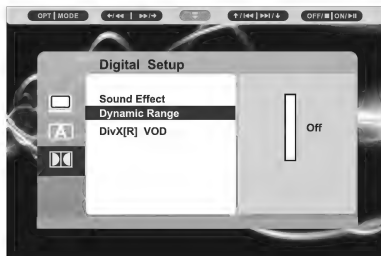 OPT | MODE ←/◀◀ | ▶▶/→ ↑/I◀◀ | ▶▶I/↓ OFF/■ | ON/▶II
Digital Setup
Sound Effect
Dynamic Range
Off
DivX[R] VOD
A